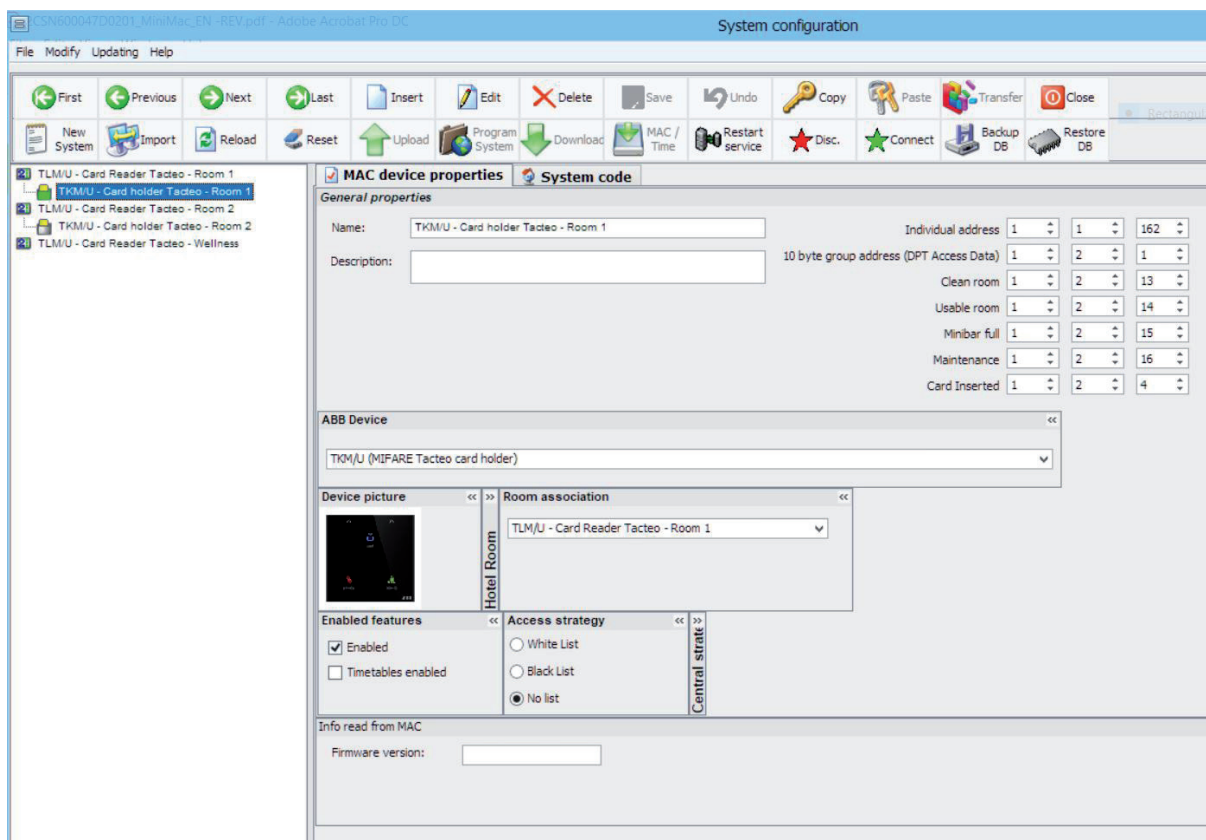 ECSN600047D0201_MiniMac_EN -REV.pdf - Adobe Acrobat Pro DC
System configuration
File Modify Updating Help
First Previous Next Last Insert Edit Delete Save Undo Copy Paste Transfer Close
New System Import Reload Reset Upload Program System Download MAC / Time Restart service Disc. Connect Backup DB Restore DB
Rectangul
TLM/U - Card Reader Tacteo - Room 1
TKM/U - Card holder Tacteo - Room 1
TLM/U - Card Reader Tacteo - Room 2
TKM/U - Card holder Tacteo - Room 2
TLM/U - Card Reader Tacteo - Wellness
MAC device properties System code
General properties
Name: TKM/U - Card holder Tacteo - Room 1
Description:
Individual address 1 1 162
10 byte group address (DPT Access Data) 1 2 1
Clean room 1 2 13
Usable room 1 2 14
Minibar full 1 2 15
Maintenance 1 2 16
Card Inserted 1 2 4
ABB Device
TKM/U (MIFARE Tacteo card holder)
Device picture
Hotel Room
Room association
TLM/U - Card Reader Tacteo - Room 1
Enabled features
Enabled
Timetables enabled
Access strategy
White List
Black List
No list
Central strate
Info read from MAC
Firmware version: